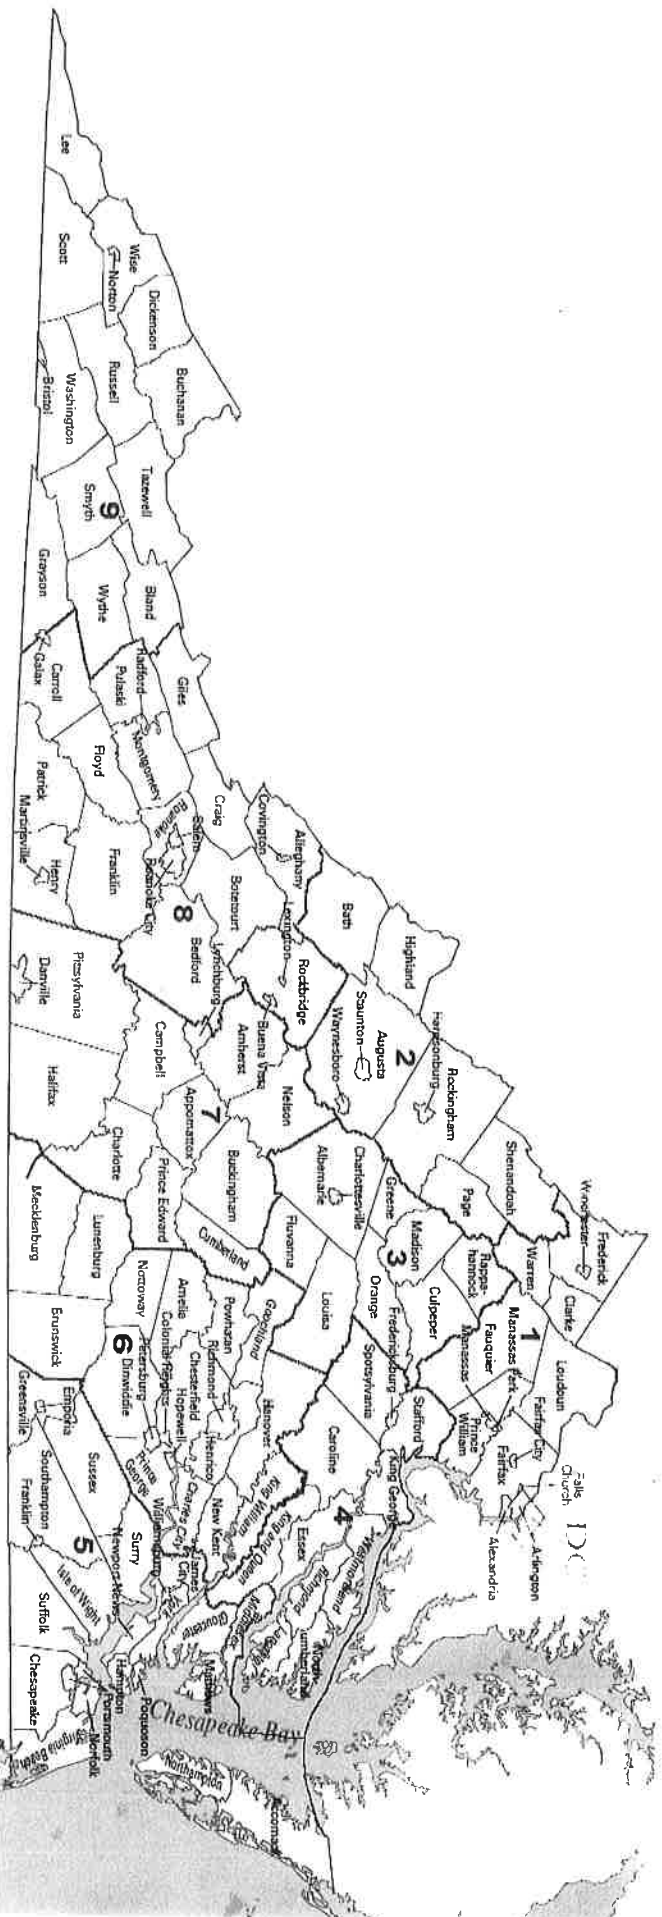 Lee
Scott
Wise
Norton
Dickenson
Buchanan
Russell
Washington
Bristol
Tazewell
Smyth
9
Grayson
Wythe
Bland
Giles
Radford
Pulaski
Carroll
Galax
Montgomery
Floyd
Patrick
Martinsville
Henry
Franklin
Roanoke
Salem
Roanoke City
Craig
Covington
Alleghany
Botetourt
8
Bedford
Lynchburg
Lexington
Rockbridge
Buena Vista
Amherst
Bath
Highland
Pittsylvania
Danville
Halifax
Campbell
Appomattox
7
Charlotte
Prince Edward
Buckingham
Cumberland
Nelson
Augusta
2
Staunton
Waynesboro
Harrisonburg
Rockingham
Shenandoah
Page
Albemarle
Charlottesville
Greene
Madison
3
Fluvanna
Louisa
Orange
Culpeper
Rappa-
hannock
Warren
Winchester
Frederick
Clarke
Loudoun
1
Fauquier
Manassas Park
Manassas
Prince
William
Fairfax City
Fairfax
Falls
Church
DC
Arlington
Alexandria
Stafford
King George
Fredericksburg
Spotsylvania
Caroline
Mecklenburg
Lunenburg
Nottoway
Brunswick
Amelia
Powhatan
Goochland
Richmond
Chesterfield
Colonial Heights
Petersburg
6
Dinwiddie
Hopewell
Henrico
Hanover
Prince
George
Charles City
New Kent
King William
King and Queen
Essex
4
Westmoreland
Richmond
North-
umberland
Lancaster
Middlesex
Gloucester
Mathews
James
City
Williamsburg
York
Surry
Sussex
Emporia
Greensville
Southampton
Franklin
5
Isle of Wight
Newport News
Suffolk
Chesapeake
Hampton
Poquoson
Portsmouth
Norfolk
Virginia Beach
Chesapeake Bay
Northampton
Accomack